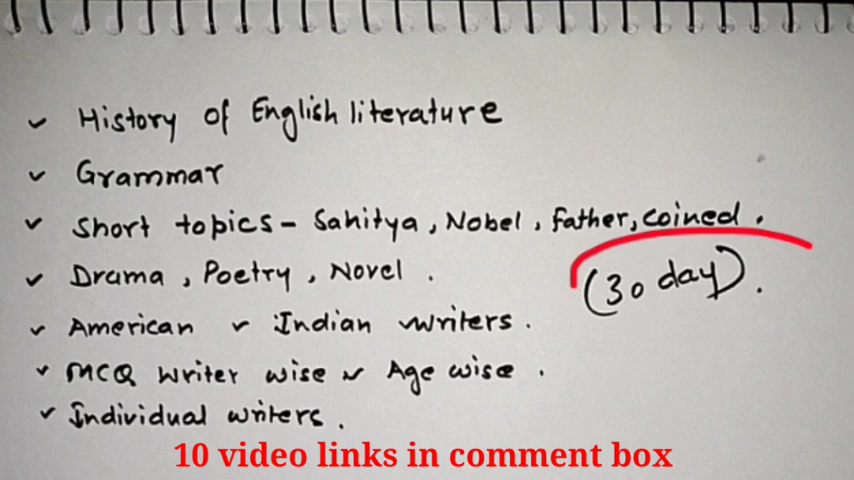 ✓ History of English literature
✓ Grammar
✓ Short topics - Sahitya, Nobel, father, coined.
✓ Drama, Poetry, Novel.
(30 day).
✓ American ✓ Indian writers.
✓ MCQ writer wise ✓ Age wise.
✓ Individual writers.
10 video links in comment box